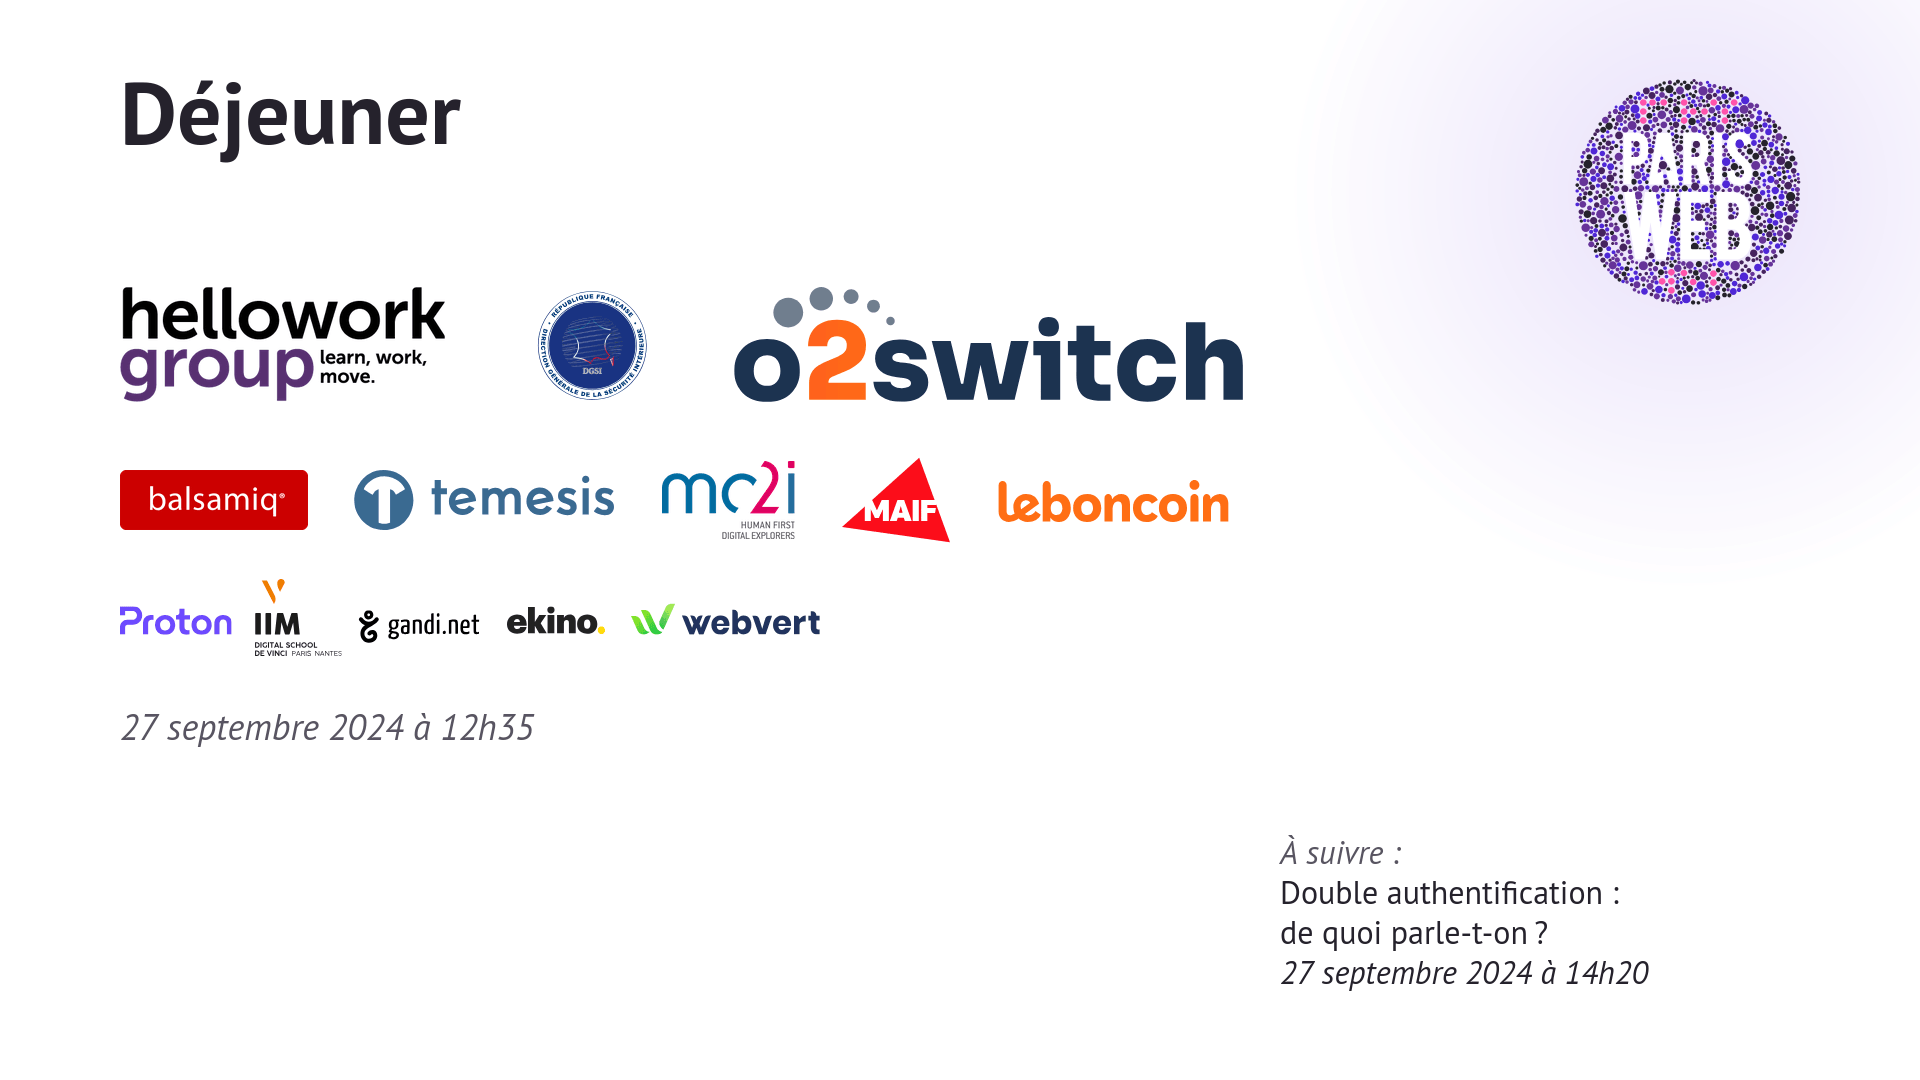 Déjeuner
PARIS
WEB
hellowork
group learn, work,
move.
RÉPUBLIQUE FRANÇAISE
DGSI
DIRECTION GÉNÉRALE DE LA SÉCURITÉ INTÉRIEURE
o2switch
balsamiq®
temesis
mc2i
HUMAN FIRST
DIGITAL EXPLORERS
MAIF
leboncoin
Proton
IIM
DIGITAL SCHOOL
DE VINCI PARIS NANTES
gandi.net
ekino.
webvert
27 septembre 2024 à 12h35
À suivre :
Double authentification :
de quoi parle-t-on ?
27 septembre 2024 à 14h20